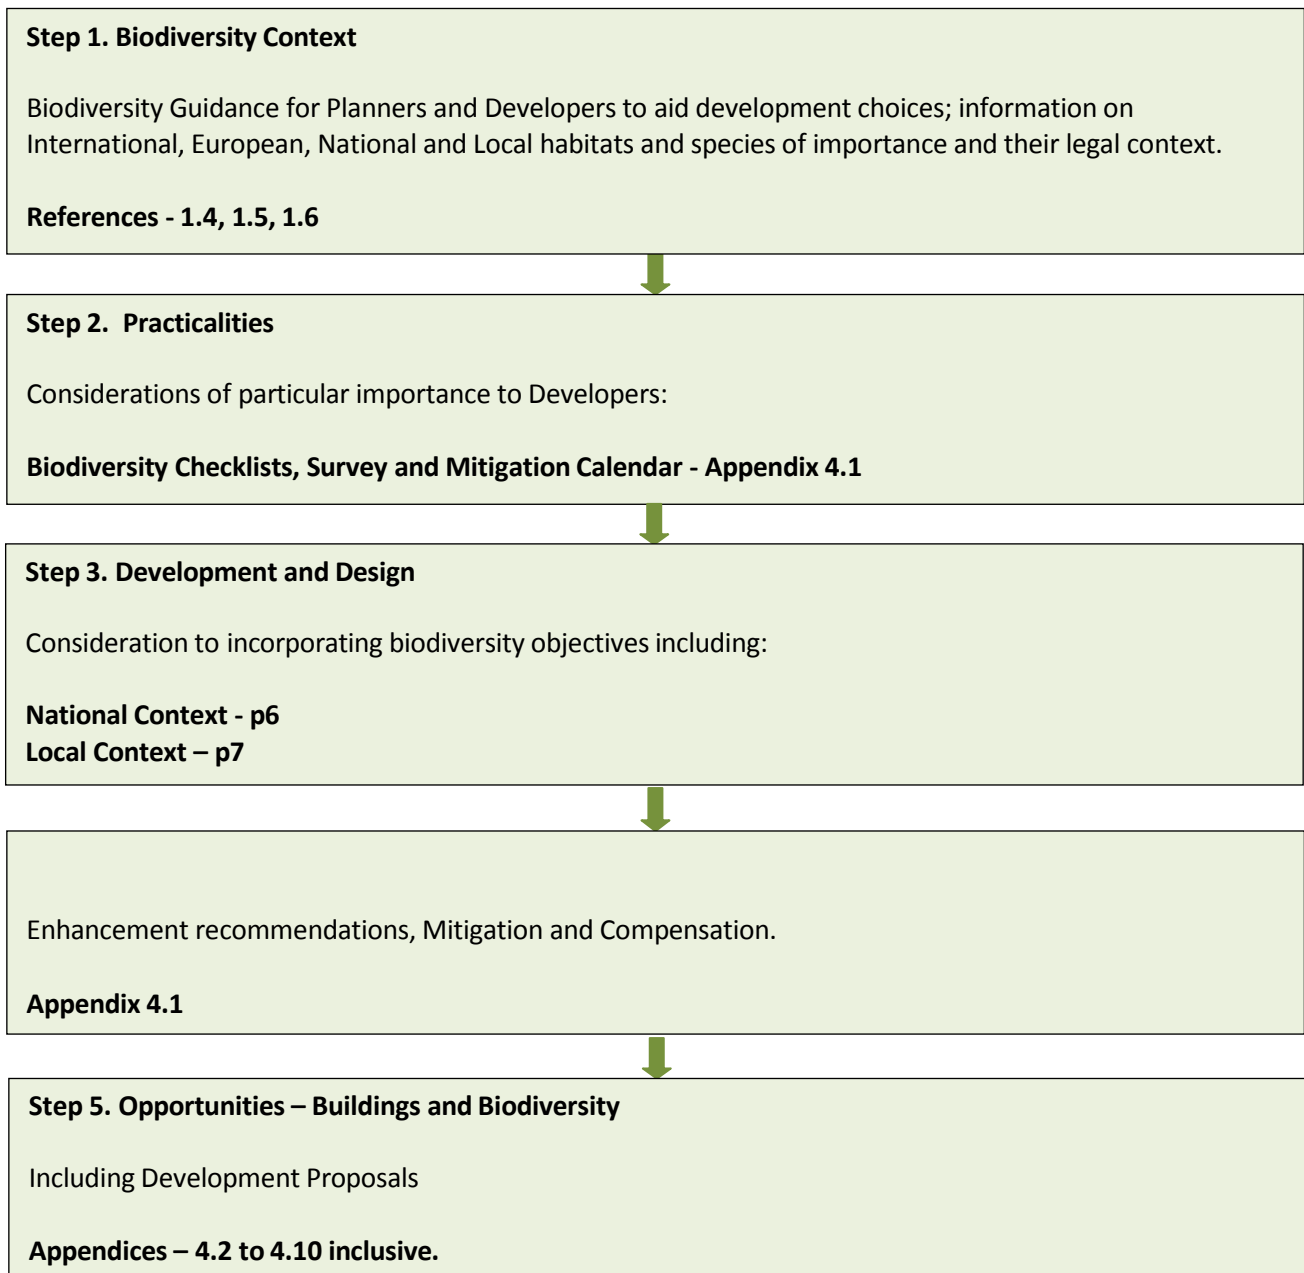 Step 1. Biodiversity Context
Biodiversity Guidance for Planners and Developers to aid development choices; information on
International, European, National and Local habitats and species of importance and their legal context.
References - 1.4, 1.5, 1.6
Step 2. Practicalities
Considerations of particular importance to Developers:
Biodiversity Checklists, Survey and Mitigation Calendar - Appendix 4.1
Step 3. Development and Design
Consideration to incorporating biodiversity objectives including:
National Context - p6
Local Context – p7
Enhancement recommendations, Mitigation and Compensation.
Appendix 4.1
Step 5. Opportunities – Buildings and Biodiversity
Including Development Proposals
Appendices – 4.2 to 4.10 inclusive.